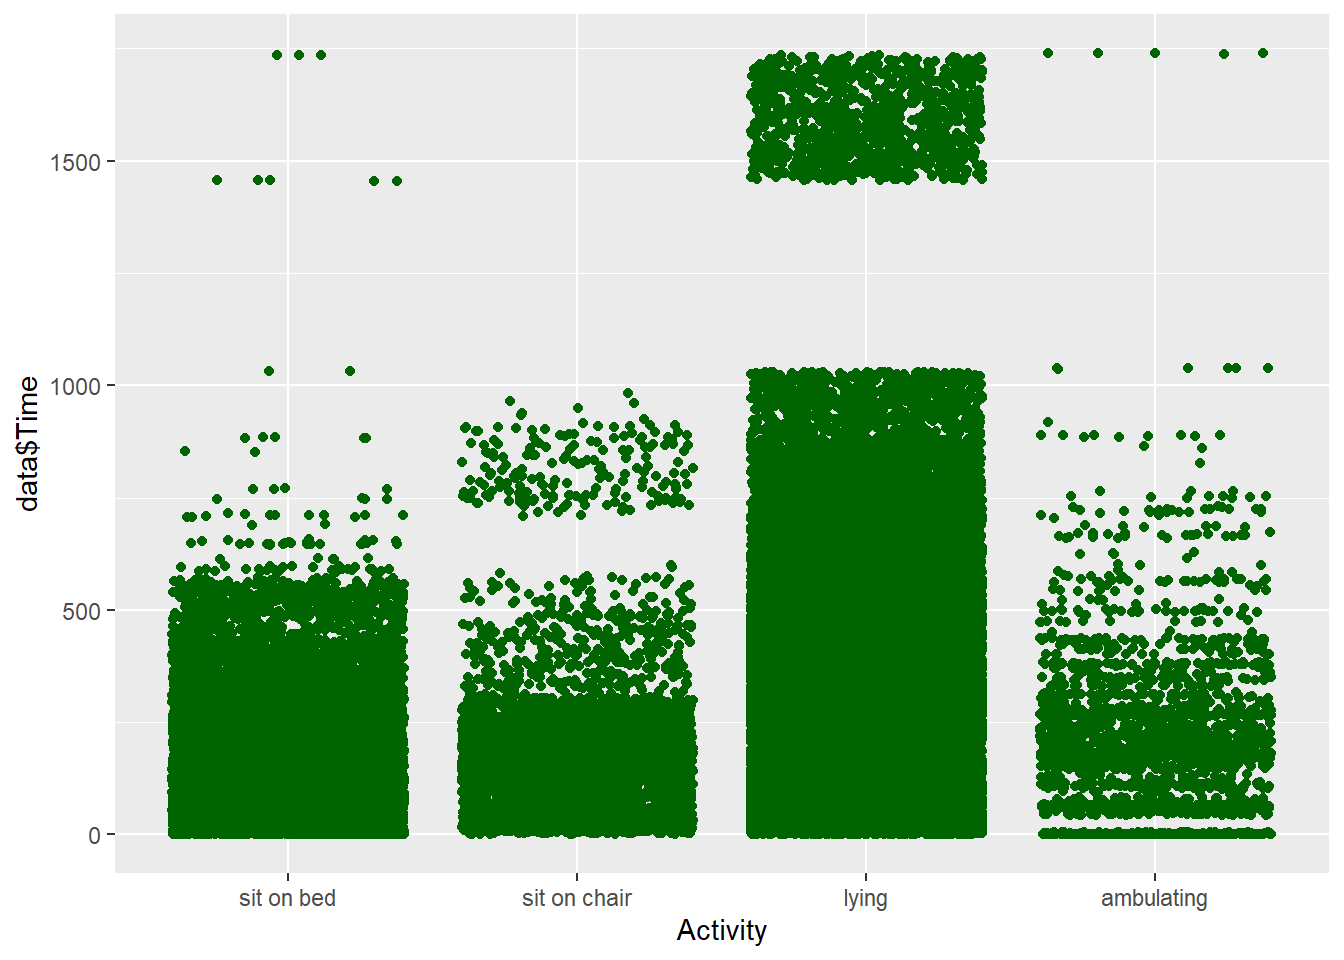 data$Time
1500
1000
500
0
sit on bed
sit on chair
lying
ambulating
Activity